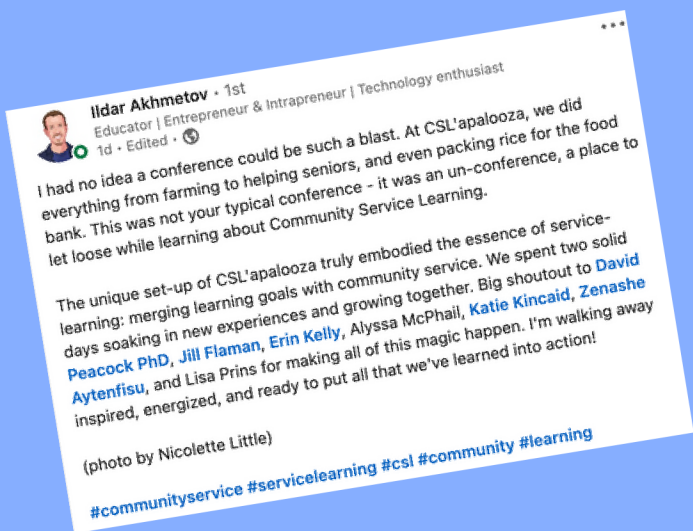 Ildar Akhmetov • 1st
Educator | Entrepreneur & Intrapreneur | Technology enthusiast
1d • Edited •
I had no idea a conference could be such a blast. At CSL'apalooza, we did
everything from farming to helping seniors, and even packing rice for the food
bank. This was not your typical conference - it was an un-conference, a place to
let loose while learning about Community Service Learning.
The unique set-up of CSL'apalooza truly embodied the essence of service-
learning: merging learning goals with community service. We spent two solid
days soaking in new experiences and growing together. Big shoutout to David
Peacock PhD, Jill Flaman, Erin Kelly, Alyssa McPhail, Katie Kincaid, Zenashe
Aytenfisu, and Lisa Prins for making all of this magic happen. I'm walking away
inspired, energized, and ready to put all that we've learned into action!
(photo by Nicolette Little)
#communityservice #servicelearning #csl #community #learning